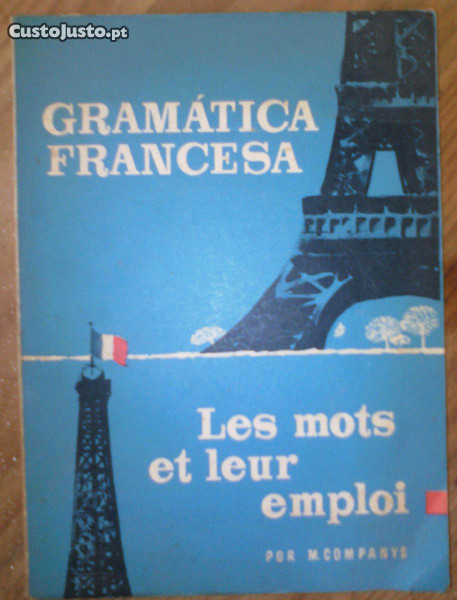 CustoJusto.pt
GRAMÁTICA
FRANCESA
Les mots
et leur
emploi
POR M. COMPANYS